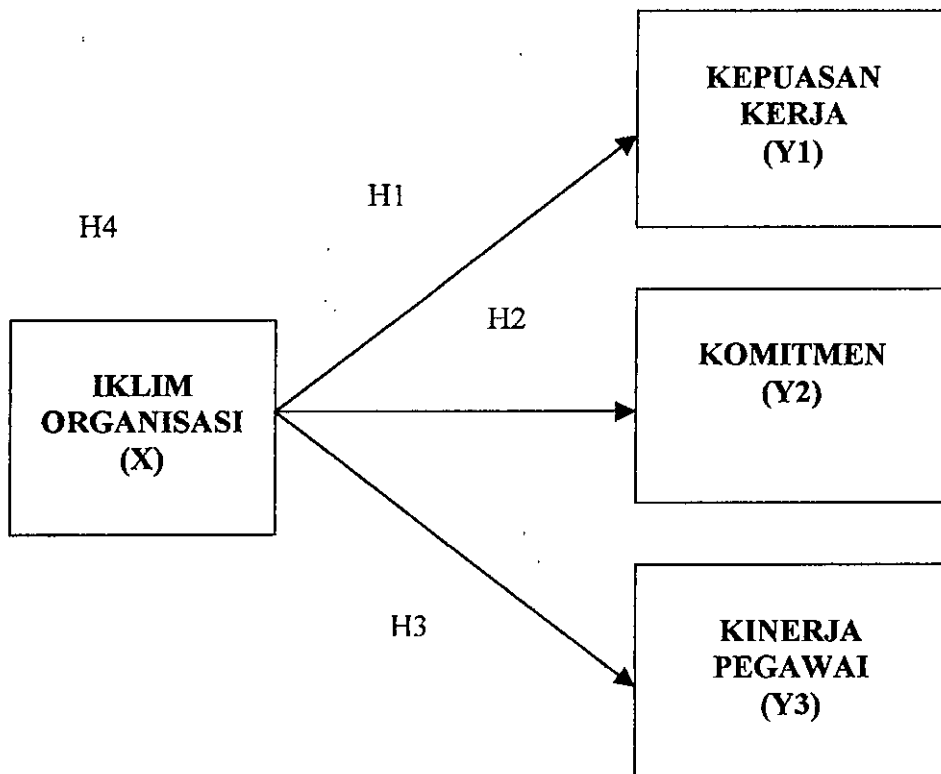 KEPUASAN
KERJA
(Y1)
H1
H4
H2
KOMITMEN
(Y2)
IKLIM
ORGANISASI
(X)
H3
KINERJA
PEGAWAI
(Y3)